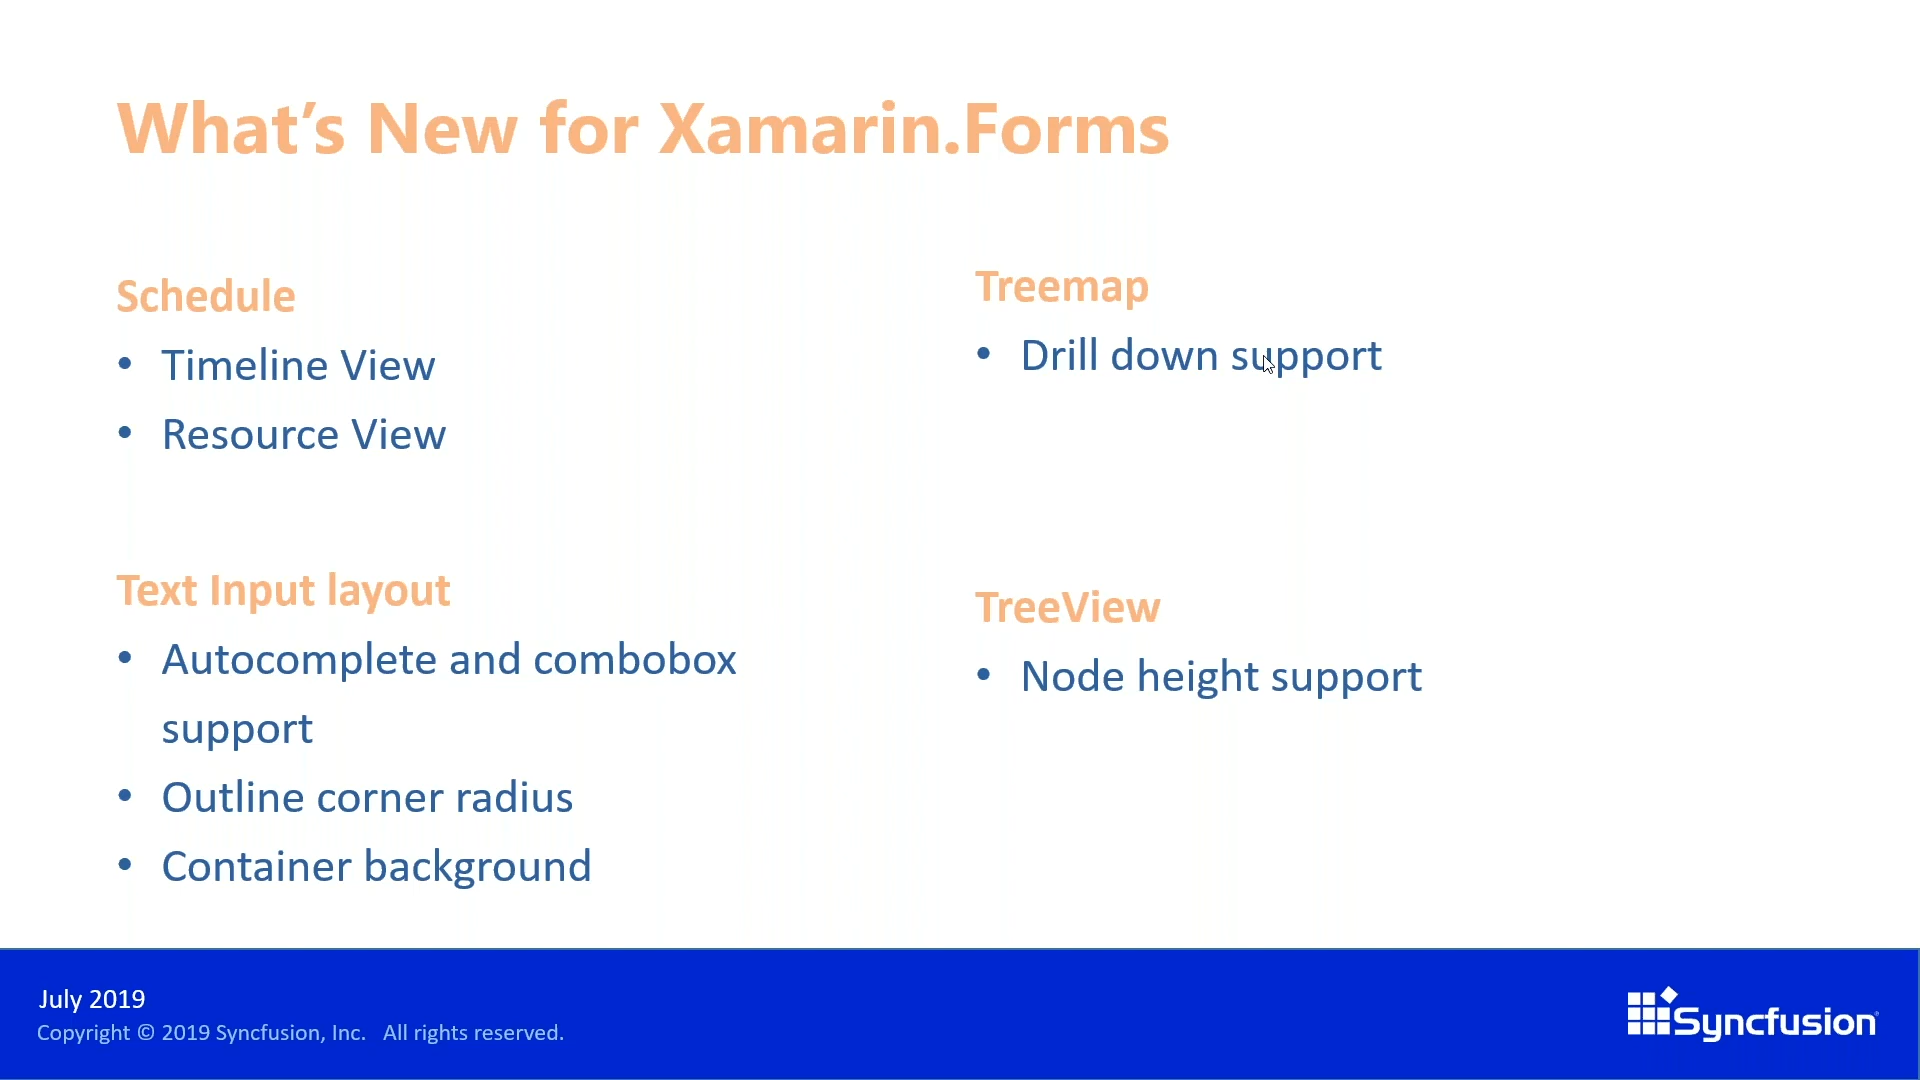 What’s New for Xamarin.Forms
Schedule
• Timeline View
• Resource View
Text Input layout
• Autocomplete and combobox
support
• Outline corner radius
• Container background
Treemap
• Drill down support
TreeView
• Node height support
July 2019
Copyright © 2019 Syncfusion, Inc. All rights reserved.
Syncfusion